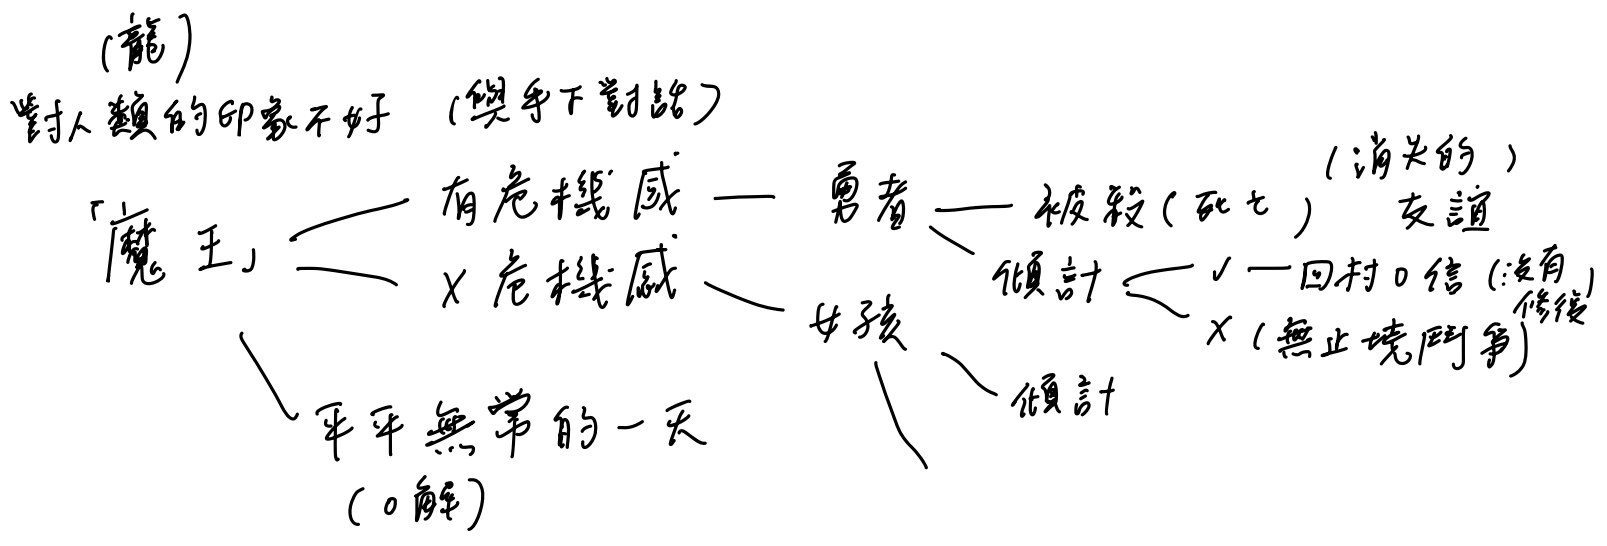 (龍)
對人類的印象不好
(與手下對話)
「魔王」
有危機感
X 危機感
勇者
被殺(死亡)
(消失的)
友誼
傾計
✓
回村 0 信 (沒有修復)
X (無止境鬥爭)
女孩
傾計
平平無常的一天
(0 解)